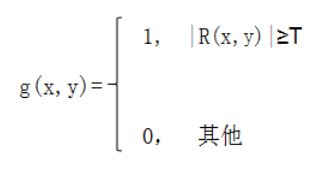 1, |R(x,y)|≥T
g(x,y)=
0, 其他